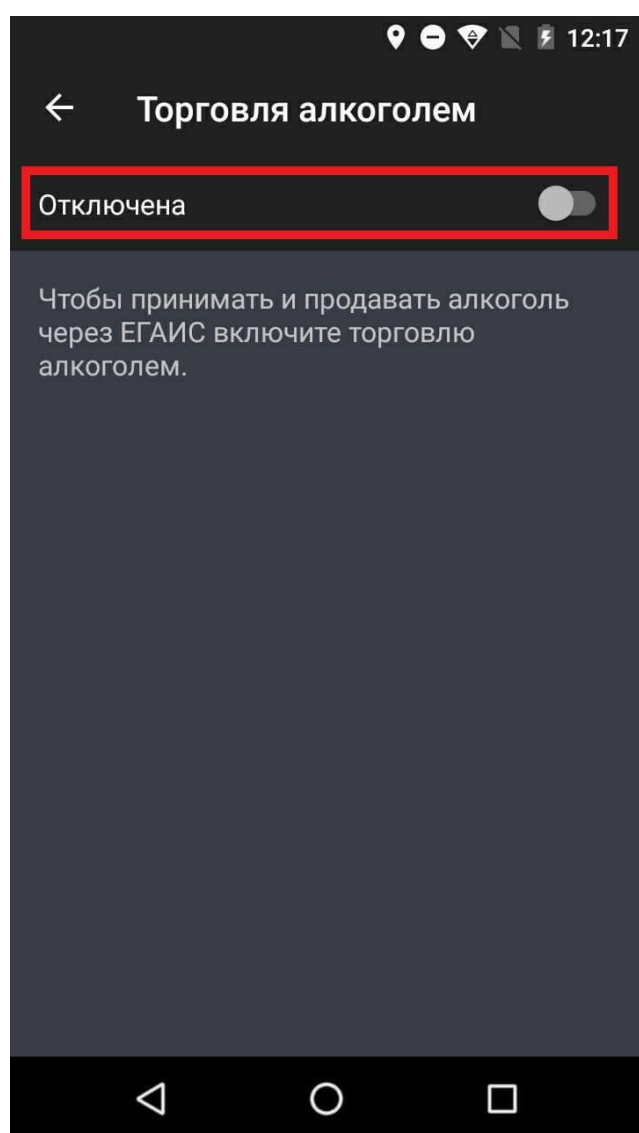 12:17
Торговля алкоголем
Отключена
Чтобы принимать и продавать алкоголь
через ЕГАИС включите торговлю
алкоголем.